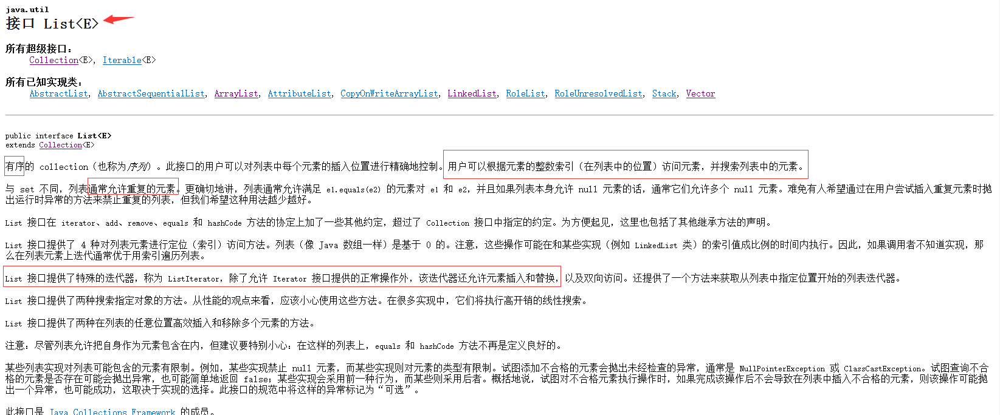 java.util
接口 List<E>
所有超级接口：
Collection<E>, Iterable<E>
所有已知实现类：
AbstractList, AbstractSequentialList, ArrayList, AttributeList, CopyOnWriteArrayList, LinkedList, RoleList, RoleUnresolvedList, Stack, Vector
public interface List<E>
extends Collection<E>
有序的 collection（也称为序列）。此接口的用户可以对列表中每个元素的插入位置进行精确地控制。用户可以根据元素的整数索引（在列表中的位置）访问元素，并搜索列表中的元素。
与 set 不同，列表通常允许重复的元素。更确切地讲，列表通常允许满足 e1.equals(e2) 的元素对 e1 和 e2，并且如果列表本身允许 null 元素的话，通常它们允许多个 null 元素。难免有人希望通过在用户尝试插入重复元素时抛
出运行时异常的方法来禁止重复的列表，但我们希望这种用法越少越好。
List 接口在 iterator、add、remove、equals 和 hashCode 方法的协定上加了一些其他约定，超过了 Collection 接口中指定的约定。为方便起见，这里也包括了其他继承方法的声明。
List 接口提供了 4 种对列表元素进行定位（索引）访问方法。列表（像 Java 数组一样）是基于 0 的。注意，这些操作可能在和某些实现（例如 LinkedList 类）的索引值成比例的时间内执行。因此，如果调用者不知道实现，那
么在列表元素上迭代通常优于用索引遍历列表。
List 接口提供了特殊的迭代器，称为 ListIterator，除了允许 Iterator 接口提供的正常操作外，该迭代器还允许元素插入和替换，以及双向访问。还提供了一个方法来获取从列表中指定位置开始的列表迭代器。
List 接口提供了两种搜索指定对象的方法。从性能的观点来看，应该小心使用这些方法。在很多实现中，它们将执行高开销的线性搜索。
List 接口提供了两种在列表的任意位置高效插入和移除多个元素的方法。
注意：尽管列表允许把自身作为元素包含在内，但建议要特别小心：在这样的列表上，equals 和 hashCode 方法不再是定义良好的。
某些列表实现对列表可能包含的元素有限制。例如，某些实现禁止 null 元素，而某些实现则对元素的类型有限制。试图添加不合格的元素会抛出未经检查的异常，通常是 NullPointerException 或 ClassCastException。试图查询不合
格的元素是否存在可能会抛出异常，也可能简单地返回 false；某些实现会采用前一种行为，而某些则采用后者。概括地说，试图对不合格元素执行操作时，如果完成该操作后不会导致在列表中插入不合格的元素，则该操作可能抛
出一个异常，也可能成功，这取决于实现的选择。此接口的规范中将这样的异常标记为“可选”。
此接口是 Java Collections Framework 的成员。